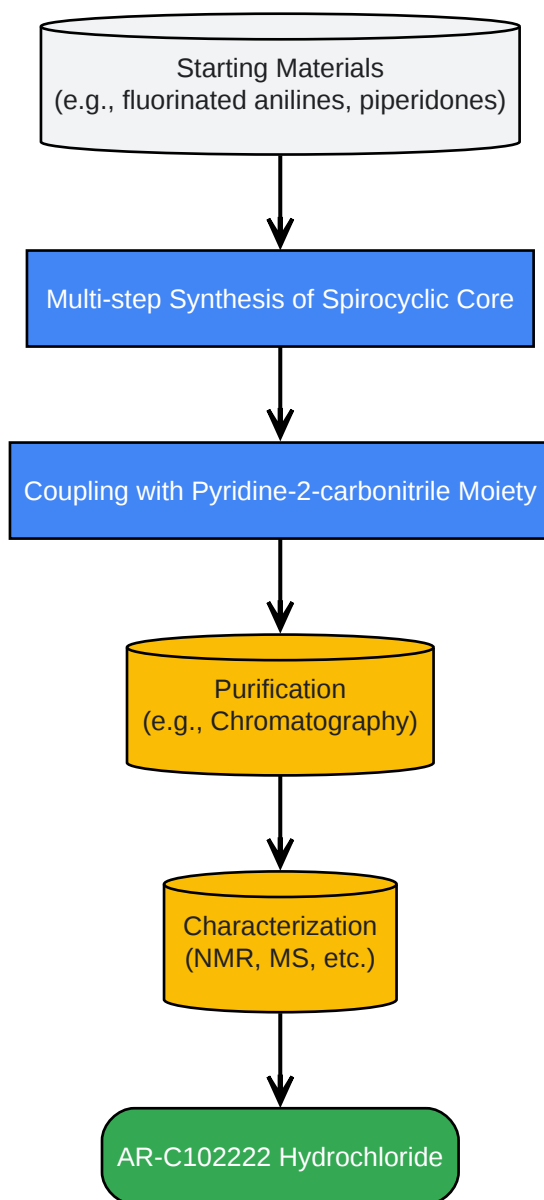 Starting Materials
(e.g., fluorinated anilines, piperidones)
Multi-step Synthesis of Spirocyclic Core
Coupling with Pyridine-2-carbonitrile Moiety
Purification
(e.g., Chromatography)
Characterization
(NMR, MS, etc.)
AR-C102222 Hydrochloride